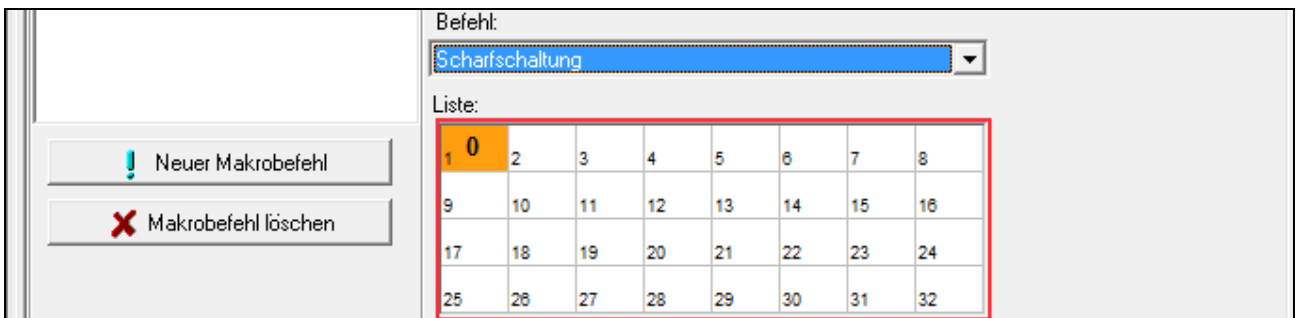 Befehl:
Scharfschaltung
Liste:
Neuer Makrobefehl
Makrobefehl löschen
1 0 2 3 4 5 6 7 8
9 10 11 12 13 14 15 16
17 18 19 20 21 22 23 24
25 26 27 28 29 30 31 32